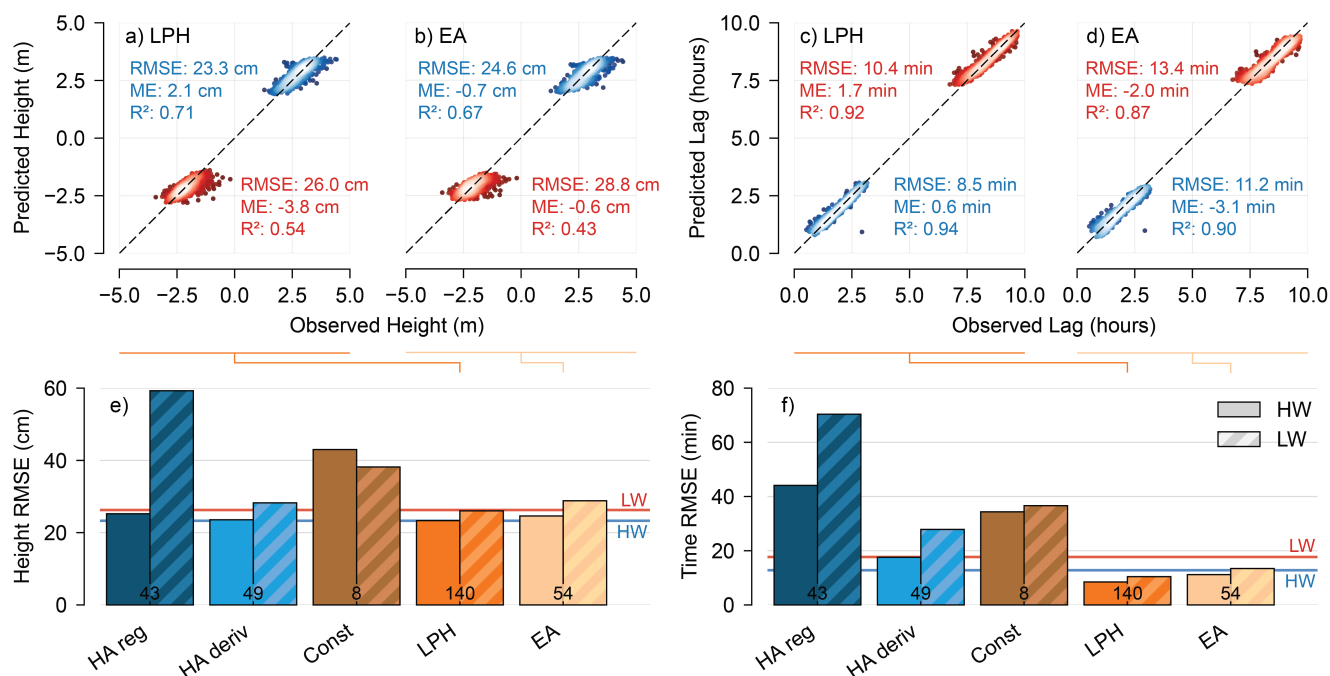 a) LPH
RMSE: 23.3 cm
ME: 2.1 cm
R²: 0.71
RMSE: 26.0 cm
ME: -3.8 cm
R²: 0.54
b) EA
RMSE: 24.6 cm
ME: -0.7 cm
R²: 0.67
RMSE: 28.8 cm
ME: -0.6 cm
R²: 0.43
Predicted Height (m)
5.0
2.5
0.0
−2.5
−5.0
−5.0 −2.5 0.0 2.5 5.0
−5.0 −2.5 0.0 2.5 5.0
Observed Height (m)
c) LPH
RMSE: 10.4 min
ME: 1.7 min
R²: 0.92
RMSE: 8.5 min
ME: 0.6 min
R²: 0.94
d) EA
RMSE: 13.4 min
ME: -2.0 min
R²: 0.87
RMSE: 11.2 min
ME: -3.1 min
R²: 0.90
Predicted Lag (hours)
10.0
7.5
5.0
2.5
0.0
0.0 2.5 5.0 7.5 10.0
0.0 2.5 5.0 7.5 10.0
Observed Lag (hours)
e)
Height RMSE (cm)
60
40
20
0
LW
HW
43 49 8 140 54
HA reg HA deriv Const LPH EA
f)
Time RMSE (min)
80
60
40
20
0
HW
LW
LW
HW
43 49 8 140 54
HA reg HA deriv Const LPH EA